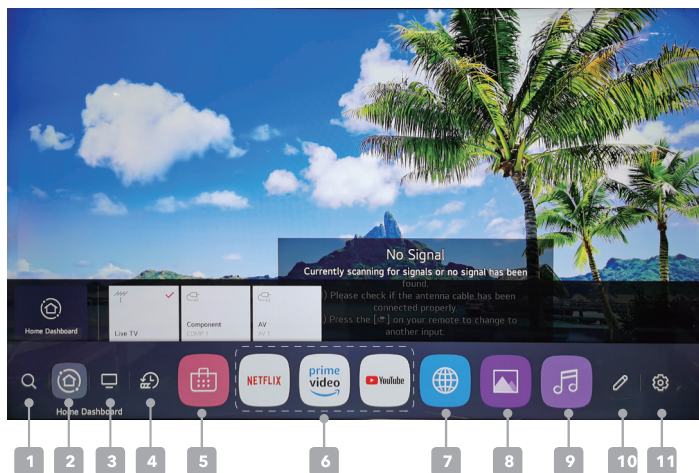 No Signal
Currently scanning for signals or no signal has been
found.
) Please check if the antenna cable has been
connected properly.
) Press the [ ] on your remote to change to
another input.
Home Dashboard
Live TV
Component
COMP 1
AV
AV 1
NETFLIX
prime
video
YouTube
Home Dashboard
1 2 3 4 5 6 7 8 9 10 11